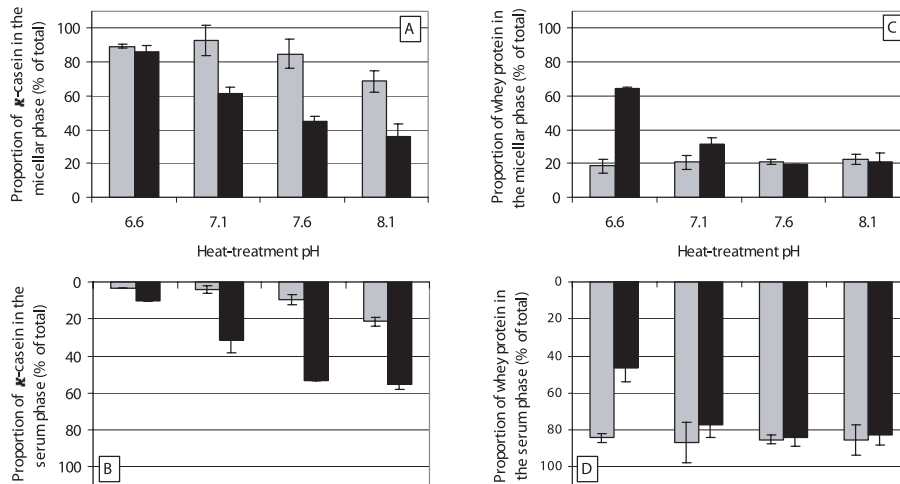 Proportion of κ-casein in the
micellar phase (% of total)
100
80
60
40
20
0
A
6.6 7.1 7.6 8.1
Heat-treatment pH
Proportion of κ-casein in the
serum phase (% of total)
0
20
40
60
80
100
B
Proportion of whey protein in
the micellar phase (% of total)
100
80
60
40
20
0
C
6.6 7.1 7.6 8.1
Heat-treatment pH
Proportion of whey protein in
the serum phase (% of total)
0
20
40
60
80
100
D